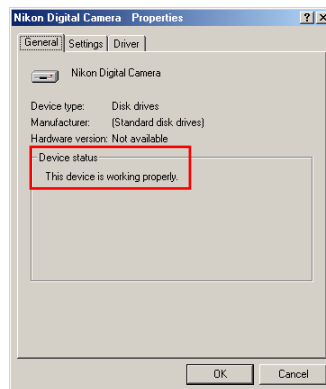 Nikon Digital Camera Properties
General Settings Driver
Nikon Digital Camera
Device type: Disk drives
Manufacturer: (Standard disk drives)
Hardware version: Not available
Device status
This device is working properly.
OK Cancel